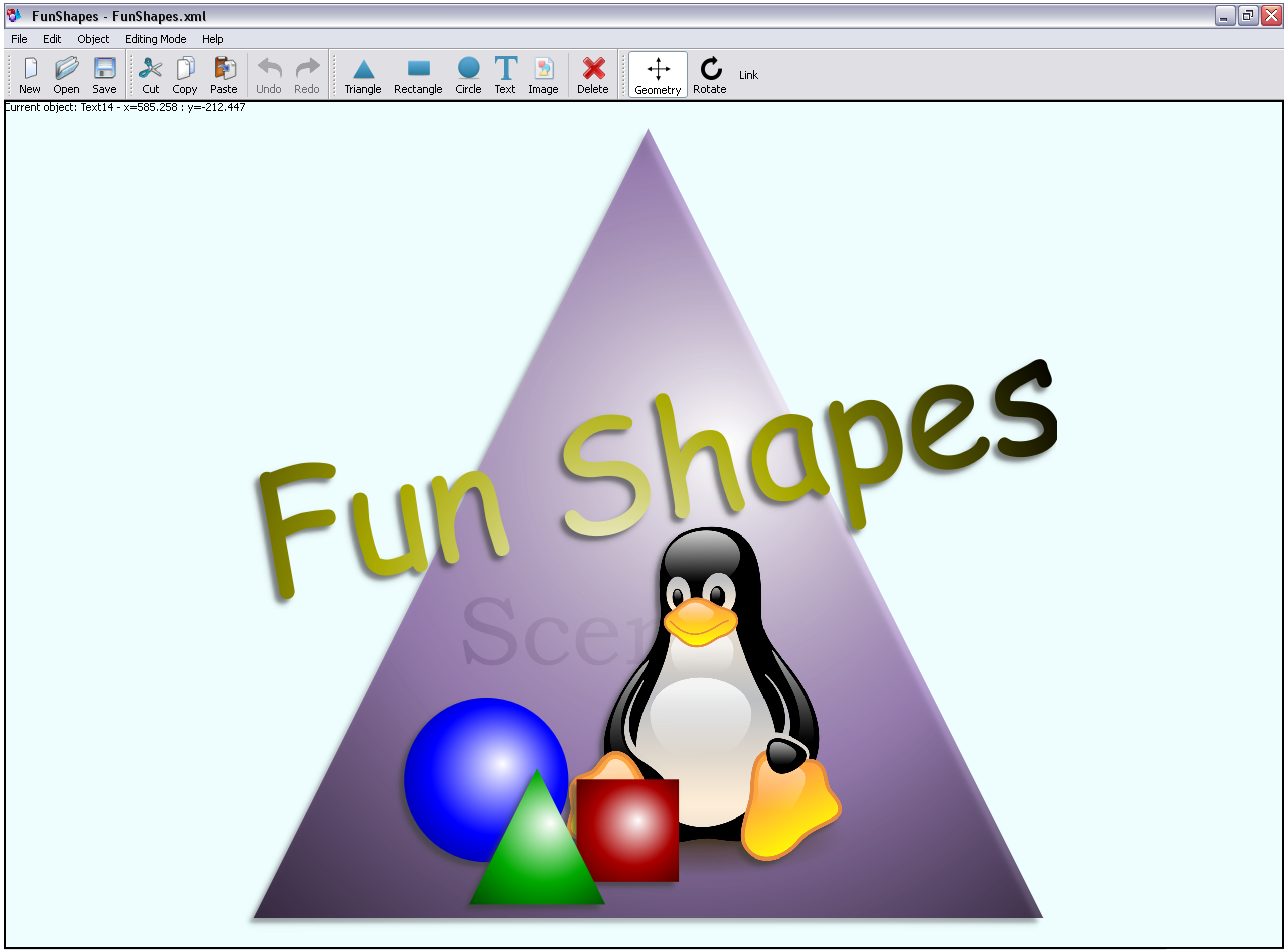 FunShapes - FunShapes.xml
File Edit Object Editing Mode Help
New Open Save Cut Copy Paste Undo Redo Triangle Rectangle Circle Text Image Delete Geometry Rotate Link
Current object: Text14 - x=585.258 : y=-212.447
Fun Shapes